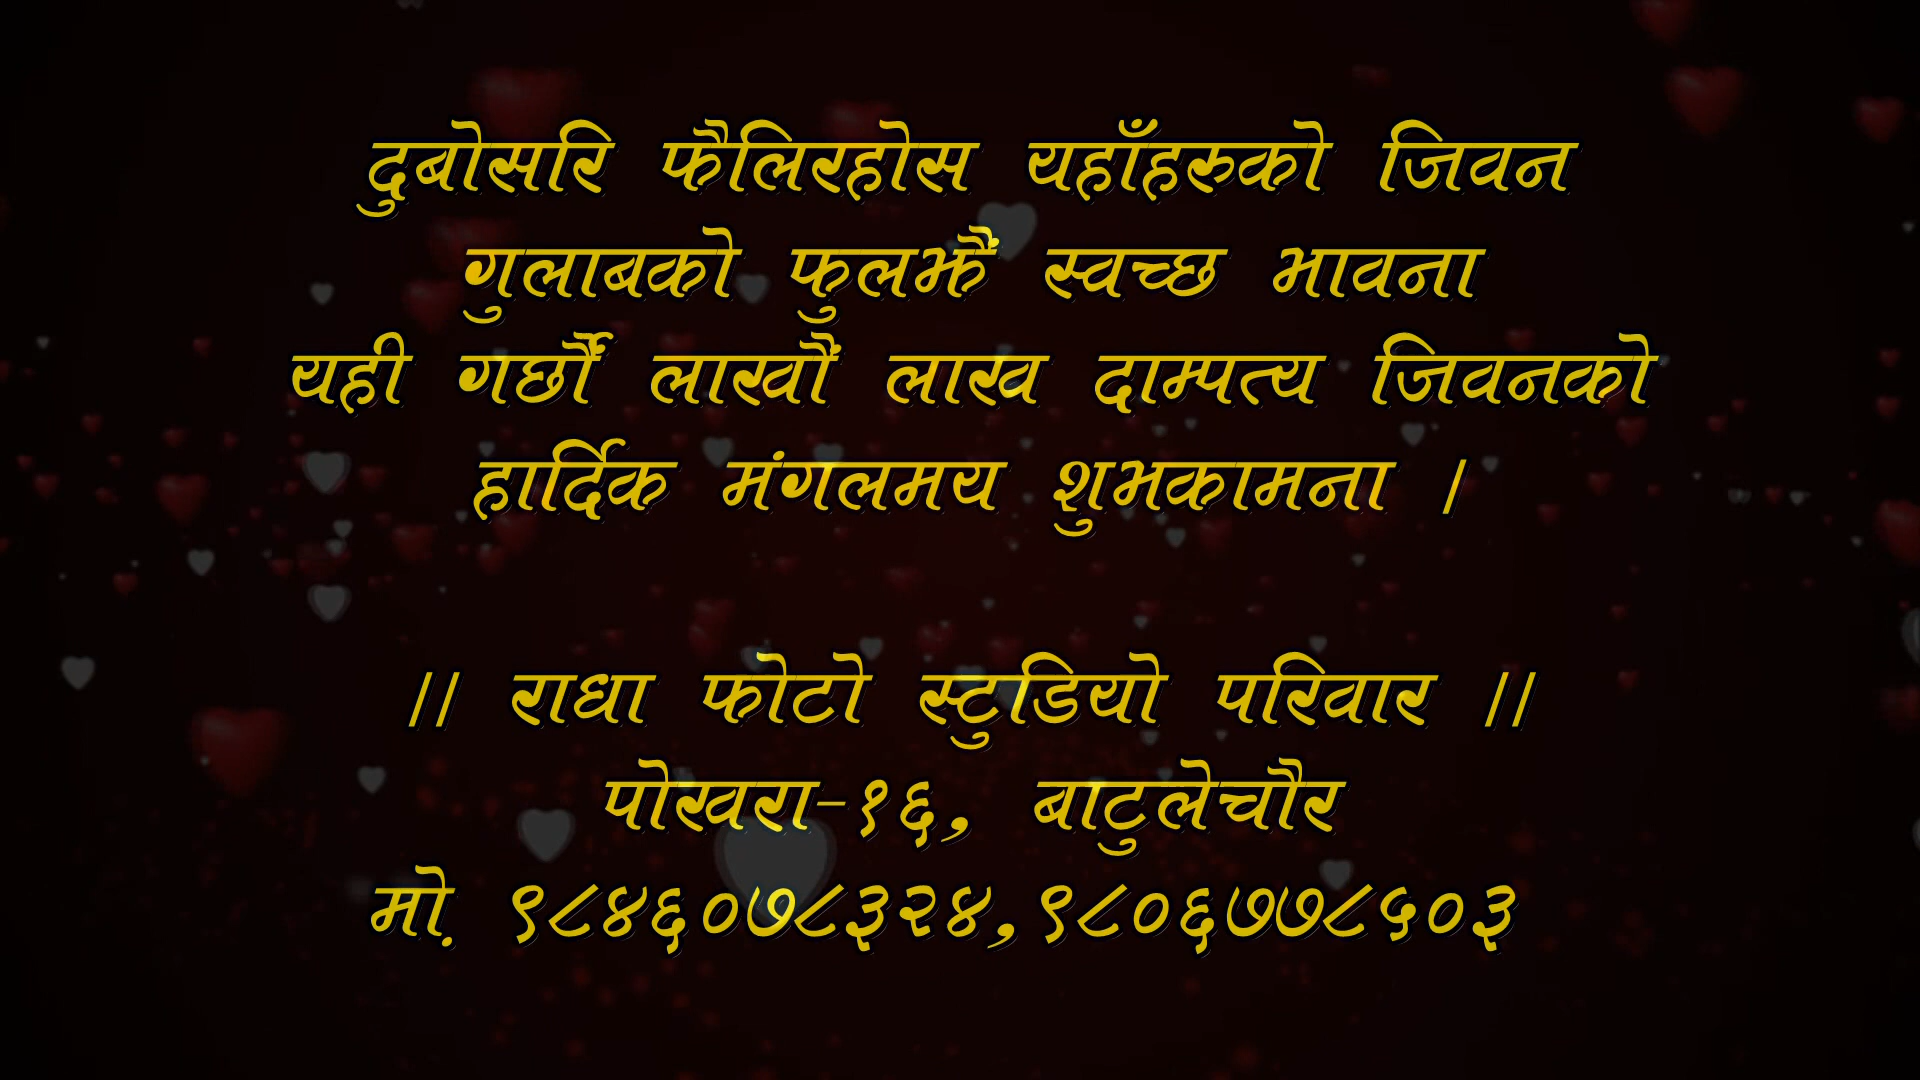 दुबोसरि फैलिरहोस यहाँहरुको जिवन
गुलाबको फुलझैं स्वच्छ भावना
यही गर्छौं लाखौं लाख दाम्पत्य जिवनको
हार्दिक मंगलमय शुभकामना ।
।। राधा फोटो स्टुडियो परिवार ।।
पोखरा-१६, बाटुलेचौर
मो. ९८४६०७८३२४,९८०६७७८५०३